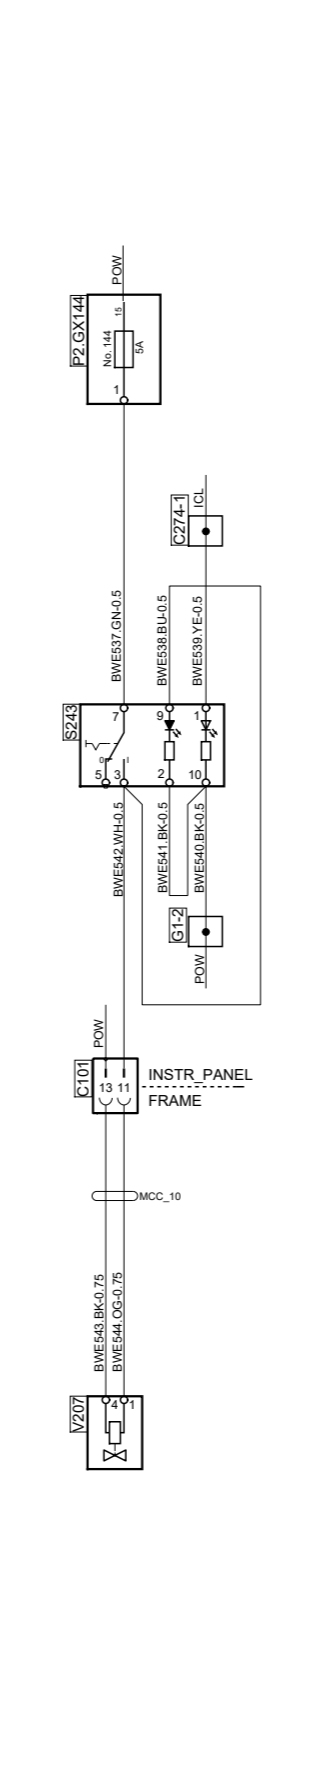 POW
P2.GX144
15
No. 144
5A
1
ICL
C274-1
BWE537.GN-0.5
BWE538.BU-0.5
BWE539.YE-0.5
S243
7
9
1
0
I
5
3
2
10
BWE542.WH-0.5
BWE541.BK-0.5
BWE540.BK-0.5
G1-2
POW
POW
C101
13
11
INSTR_PANEL
FRAME
MCC_10
BWE543.BK-0.75
BWE544.OG-0.75
V207
4
1